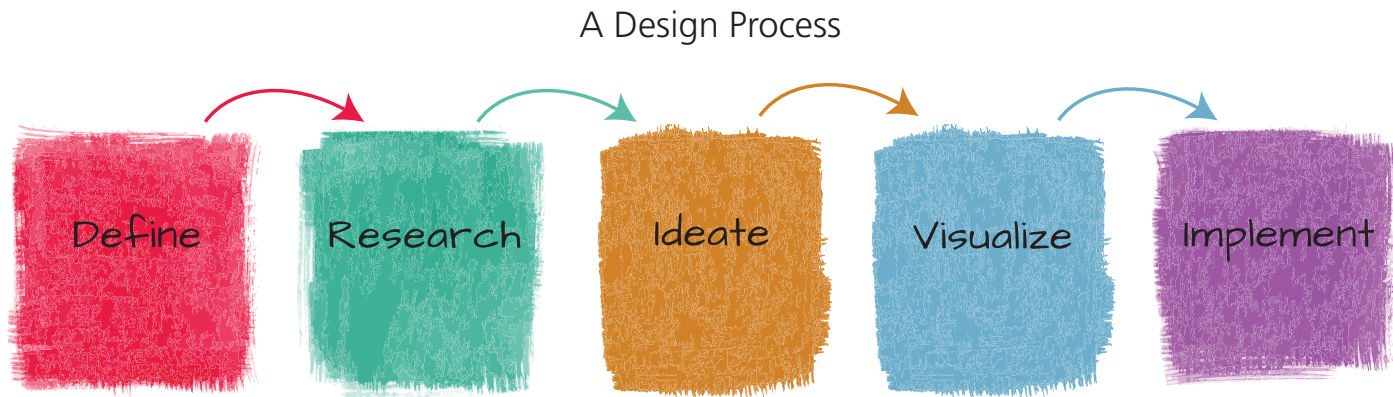 A Design Process
Define
Research
Ideate
Visualize
Implement